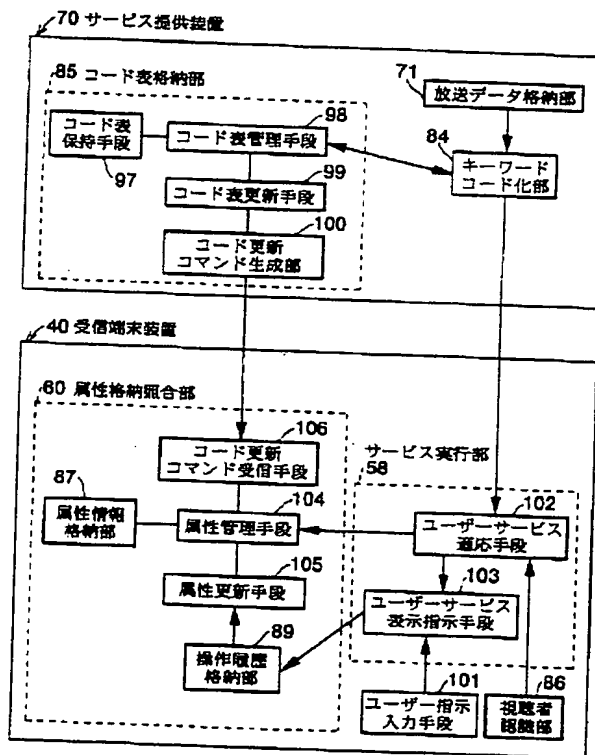 70 サービス提供装置
85 コード表格納部
71
放送データ格納部
コード表
保持手段
97
98
コード表管理手段
84
キーワード
コード化部
99
コード表更新手段
100
コード更新
コマンド生成部
40 受信端末装置
60 属性格納照合部
106
コード更新
コマンド受信手段
サービス実行部
58
87
属性情報
格納部
104
属性管理手段
102
ユーザーサービス
適応手段
105
属性更新手段
103
ユーザーサービス
表示指示手段
89
操作履歴
格納部
101
ユーザー指示
入力手段
86
視聴者
認識部